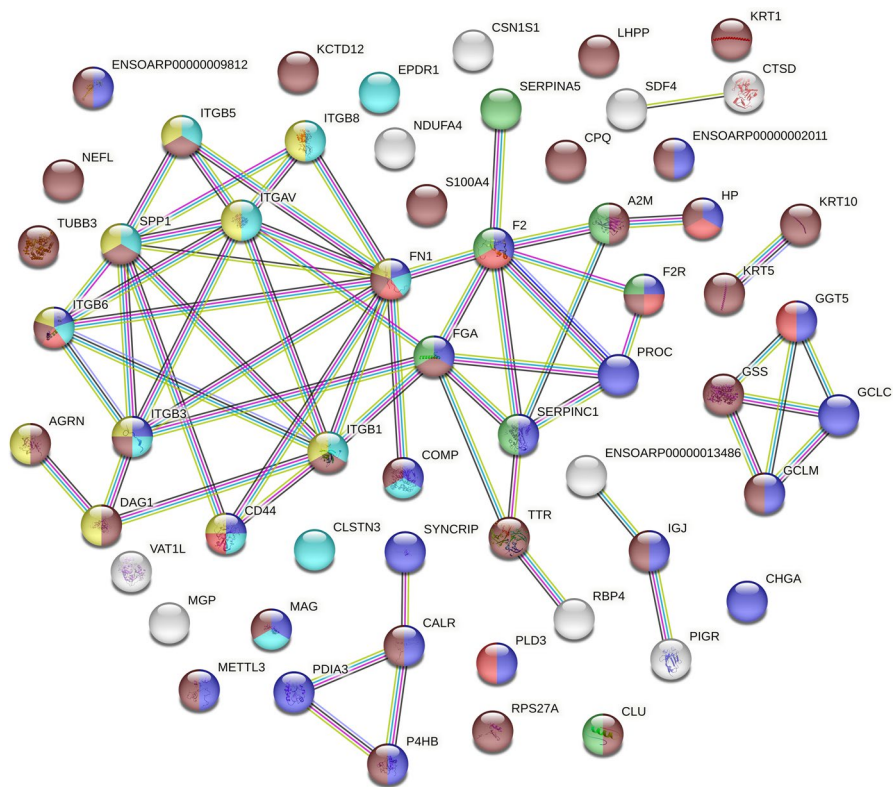 CSN1S1
KRT1
LHPP
KCTD12
ENSOARP00000009812
EPDR1
SDF4
CTSD
SERPINA5
ITGB5
ITGB8
NDUFA4
ENSOARP00000002011
CPQ
NEFL
S100A4
A2M
HP
KRT10
ITGAV
SPP1
TUBB3
F2
FN1
F2R
KRT5
GGT5
ITGB6
FGA
PROC
GSS
GCLC
SERPINC1
ITGB3
AGRN
ITGB1
ENSOARP00000013486
COMP
GCLM
DAG1
CD44
CLSTN3
SYNCRIP
TTR
IGJ
VAT1L
RBP4
CHGA
MGP
MAG
CALR
PIGR
PLD3
METTL3
PDIA3
RPS27A
CLU
P4HB